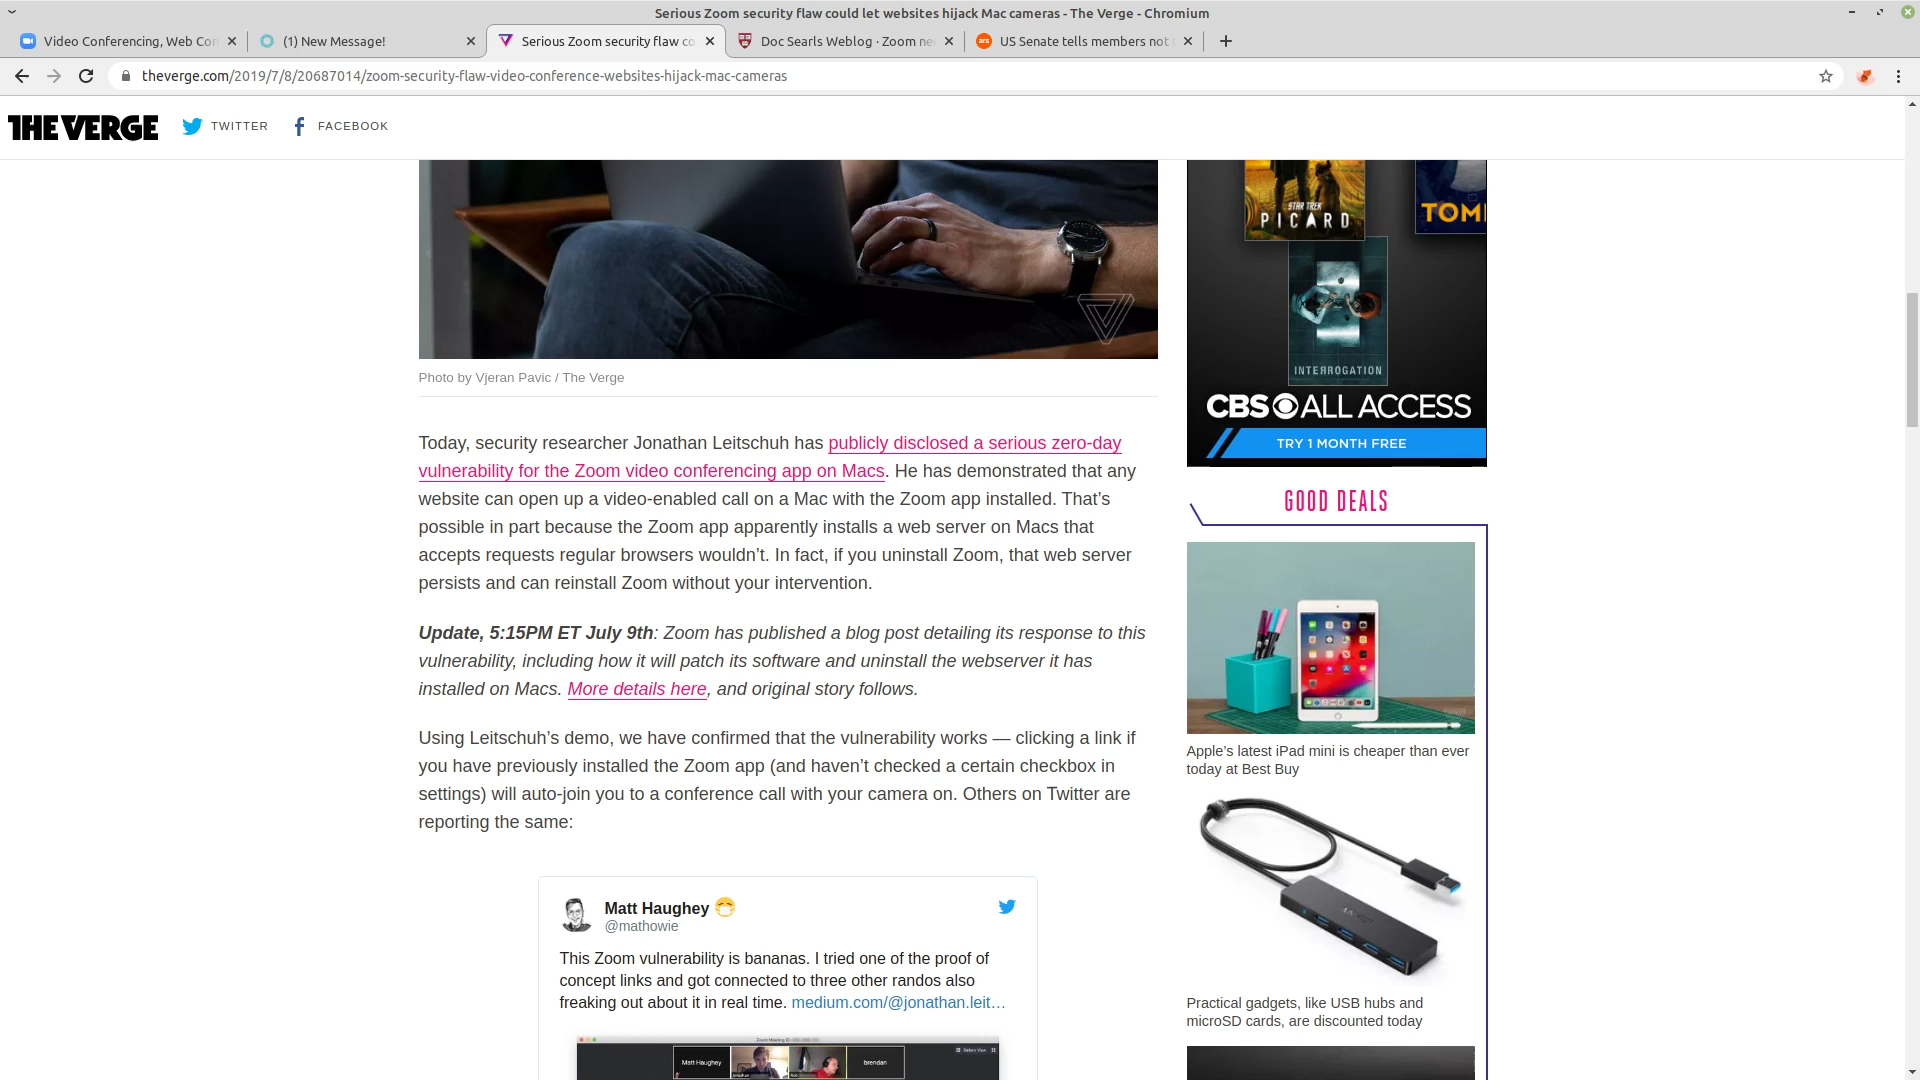 Serious Zoom security flaw could let websites hijack Mac cameras - The Verge - Chromium
Video Conferencing, Web Con
(1) New Message!
Serious Zoom security flaw co
Doc Searls Weblog · Zoom ne
ars
US Senate tells members not
theverge.com/2019/7/8/20687014/zoom-security-flaw-video-conference-websites-hijack-mac-cameras
THE VERGE
TWITTER
FACEBOOK
Photo by Vjeran Pavic / The Verge
Today, security researcher Jonathan Leitschuh has publicly disclosed a serious zero-day
vulnerability for the Zoom video conferencing app on Macs. He has demonstrated that any
website can open up a video-enabled call on a Mac with the Zoom app installed. That’s
possible in part because the Zoom app apparently installs a web server on Macs that
accepts requests regular browsers wouldn’t. In fact, if you uninstall Zoom, that web server
persists and can reinstall Zoom without your intervention.
Update, 5:15PM ET July 9th: Zoom has published a blog post detailing its response to this
vulnerability, including how it will patch its software and uninstall the webserver it has
installed on Macs. More details here, and original story follows.
Using Leitschuh’s demo, we have confirmed that the vulnerability works — clicking a link if
you have previously installed the Zoom app (and haven’t checked a certain checkbox in
settings) will auto-join you to a conference call with your camera on. Others on Twitter are
reporting the same:
Matt Haughey 😷
@mathowie
This Zoom vulnerability is bananas. I tried one of the proof of
concept links and got connected to three other randos also
freaking out about it in real time. medium.com/@jonathan.leit…
Zoom Meeting ID
Gallery View
Matt Haughey
brendan
STAR TREK
PICARD
TOM
INTERROGATION
CBS ALL ACCESS
TRY 1 MONTH FREE
GOOD DEALS
Apple’s latest iPad mini is cheaper than ever
today at Best Buy
ANKER
Practical gadgets, like USB hubs and
microSD cards, are discounted today